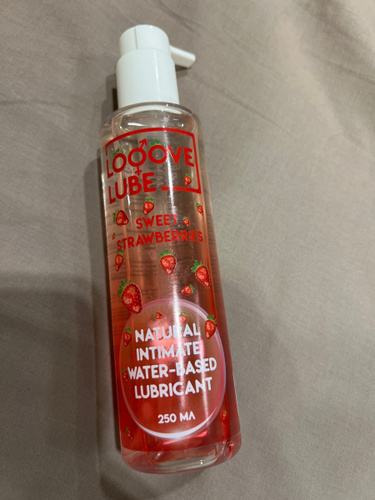 LOOOVE
LUBE
SWEET
STRAWBERRIES
NATURAL
INTIMATE
WATER-BASED
LUBRICANT
250 МЛ